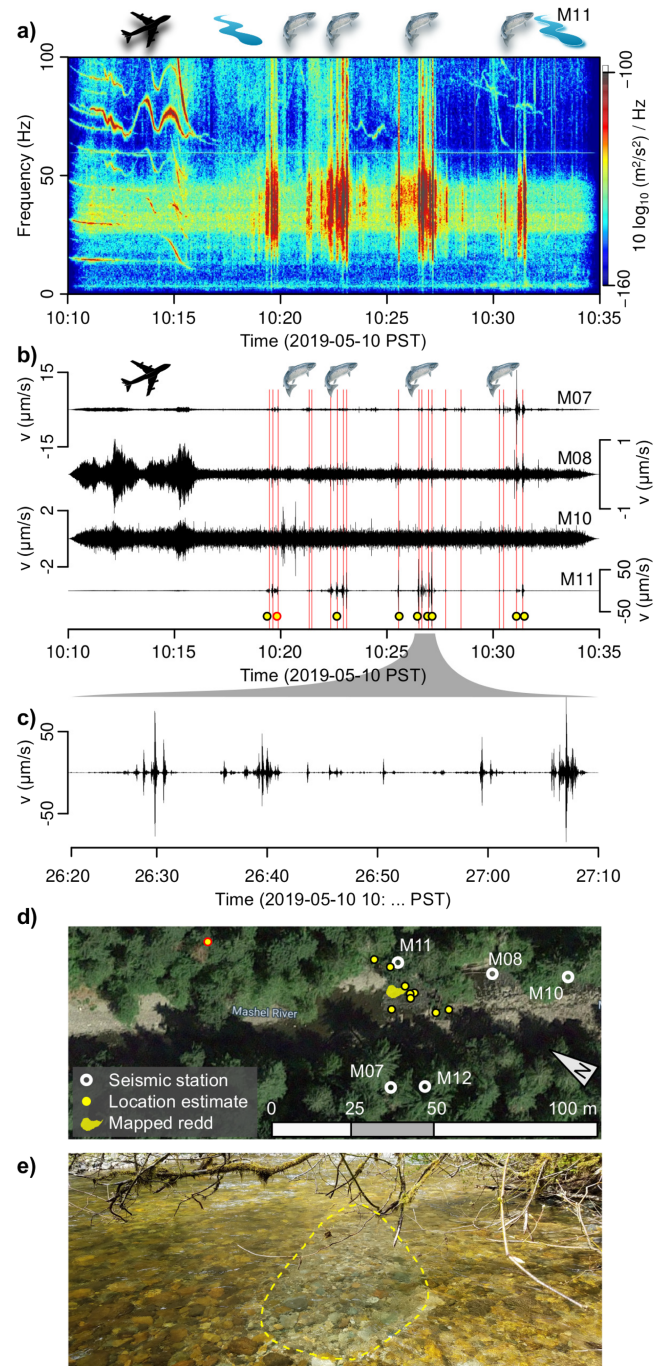 a)
M11
100
50
0
Frequency (Hz)
-100
-160
10 log₁₀ (m²/s²) / Hz
10:10 10:15 10:20 10:25 10:30 10:35
Time (2019-05-10 PST)
b)
15
-15
v (µm/s)
M07
M08
1
-1
v (µm/s)
2
-2
v (µm/s)
M10
M11
50
-50
v (µm/s)
10:10 10:15 10:20 10:25 10:30 10:35
Time (2019-05-10 PST)
c)
50
-50
v (µm/s)
26:20 26:30 26:40 26:50 27:00 27:10
Time (2019-05-10 10: ... PST)
d)
M11
M08
M10
Mashel River
N
M07 M12
Seismic station
Location estimate
Mapped redd
0 25 50 100 m
e)